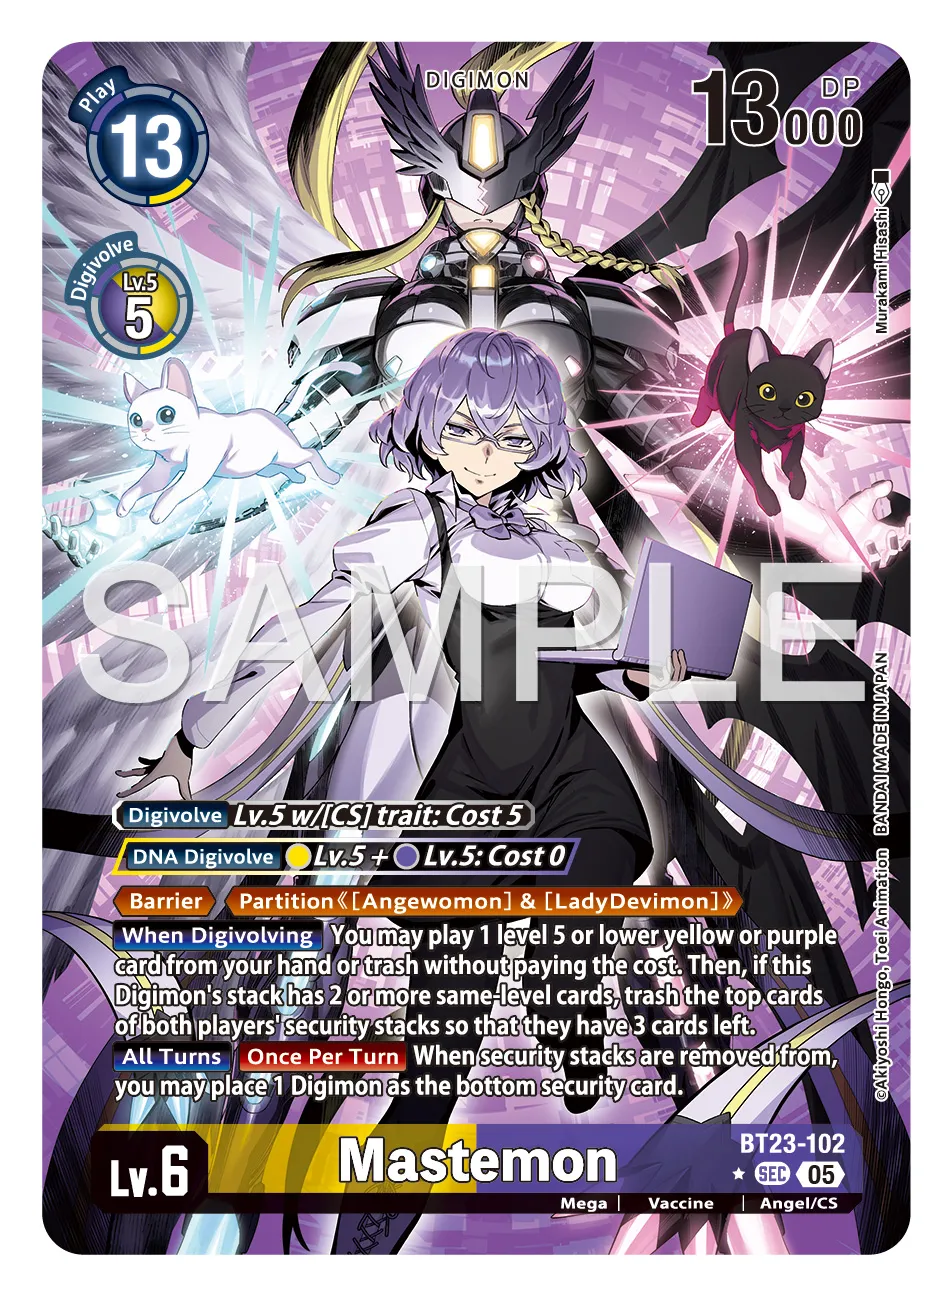 DIGIMON
Play
13
13000
DP
Digivolve
Lv.5
5
Murakami Hisashi
SAMPLE
Digivolve Lv.5 w/[CS] trait: Cost 5
DNA Digivolve Lv.5 + Lv.5: Cost 0
Barrier Partition《[Angewomon] & [LadyDevimon]》
When Digivolving You may play 1 level 5 or lower yellow or purple
card from your hand or trash without paying the cost. Then, if this
Digimon's stack has 2 or more same-level cards, trash the top cards
of both players' security stacks so that they have 3 cards left.
All Turns Once Per Turn When security stacks are removed from,
you may place 1 Digimon as the bottom security card.
©Akiyoshi Hongo, Toei Animation BANDAI MADE IN JAPAN
Lv.6
Mastemon
BT23-102
★ SEC 05
Mega | Vaccine | Angel/CS